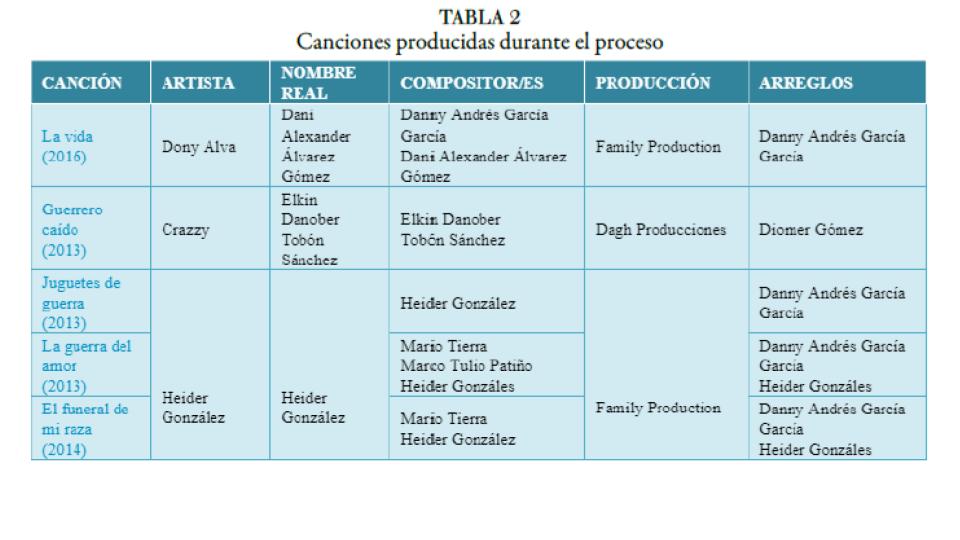 TABLA 2
Canciones producidas durante el proceso
CANCIÓN ARTISTA NOMBRE REAL COMPOSITOR/ES PRODUCCIÓN ARREGLOS
La vida
(2016)
Dony Alva
Dani
Alexander
Álvarez
Gómez
Danny Andrés García
García
Dani Alexander Álvarez
Gómez
Family Production
Danny Andrés García
García
Guerrero
caído
(2013)
Crazzy
Elkin
Danober
Tobón
Sánchez
Elkin Danober
Tobón Sánchez
Dagh Producciones
Diomer Gómez
Juguetes de
guerra
(2013)
Heider
González
Heider
González
Heider González
Family Production
Danny Andrés García
García
La guerra del
amor
(2013)
Mario Tierra
Marco Tulio Patiño
Heider Gonzáles
Danny Andrés García
García
Heider Gonzáles
El funeral de
mi raza
(2014)
Mario Tierra
Heider González
Danny Andrés García
García
Heider Gonzáles